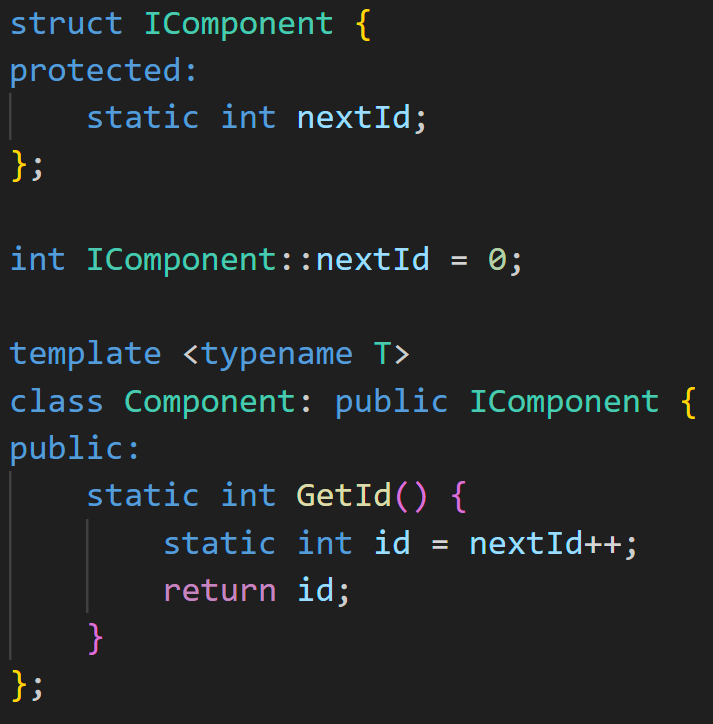 struct IComponent {
protected:
    static int nextId;
};

int IComponent::nextId = 0;

template <typename T>
class Component: public IComponent {
public:
    static int GetId() {
        static int id = nextId++;
        return id;
    }
};